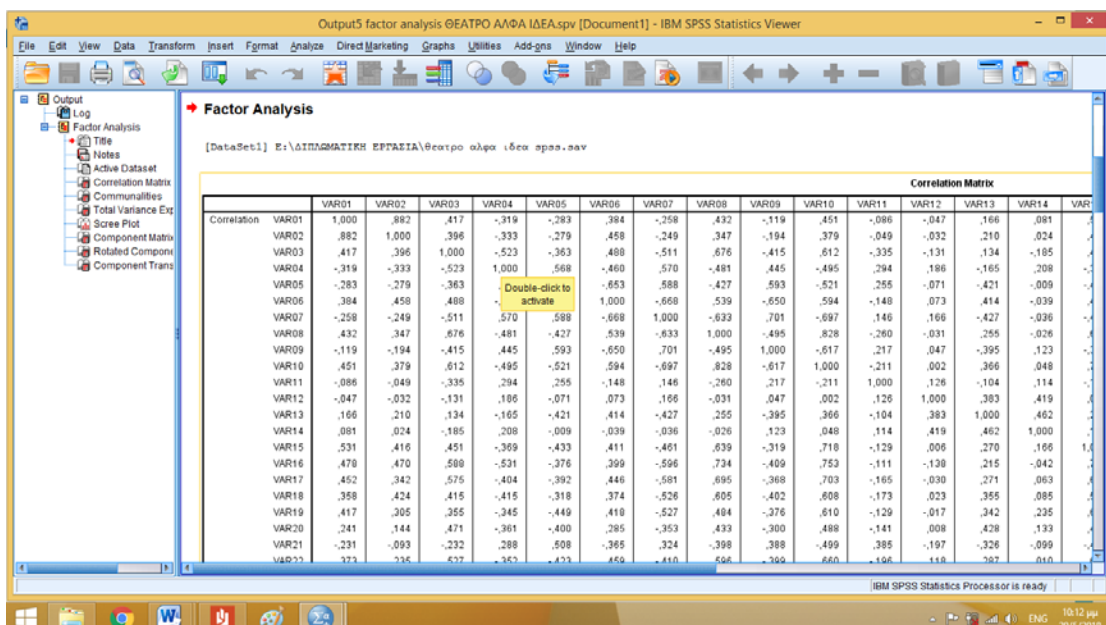 Output5 factor analysis ΘΕΑΤΡΟ ΑΛΦΑ ΙΔΕΑ.spv [Document1] - IBM SPSS Statistics Viewer
File Edit View Data Transform Insert Format Analyze Direct Marketing Graphs Utilities Add-ons Window Help
Output
Log
Factor Analysis
Title
Notes
Active Dataset
Correlation Matrix
Communalities
Total Variance Exp
Scree Plot
Component Matrix
Rotated Compone
Component Trans
Factor Analysis
[DataSet1] E:\ΔΙΠΛΩΜΑΤΙΚΗ ΕΡΓΑΣΙΑ\θεατρο αλφα ιδεα spss.sav
Correlation Matrix
VAR01 VAR02 VAR03 VAR04 VAR05 VAR06 VAR07 VAR08 VAR09 VAR10 VAR11 VAR12 VAR13 VAR14
Correlation VAR01 1,000 ,882 ,417 -,319 -,283 ,384 -,258 ,432 -,119 ,451 -,086 -,047 ,166 ,081
VAR02 ,882 1,000 ,396 -,333 -,279 ,458 -,249 ,347 -,194 ,379 -,049 -,032 ,210 ,024
VAR03 ,417 ,396 1,000 -,523 -,363 ,488 -,511 ,676 -,415 ,612 -,335 -,131 ,134 -,185
VAR04 -,319 -,333 -,523 1,000 ,568 -,460 ,570 -,481 ,445 -,495 ,294 ,186 -,165 ,208
VAR05 -,283 -,279 -,363 -,653 ,588 -,427 ,593 -,521 ,255 -,071 -,421 -,009
Double-click to
activate
VAR06 ,384 ,458 ,488 1,000 -,668 ,539 -,650 ,594 -,148 ,073 ,414 -,039
VAR07 -,258 -,249 -,511 ,570 ,588 -,668 1,000 -,633 ,701 -,697 ,146 ,166 -,427 -,036
VAR08 ,432 ,347 ,676 -,481 -,427 ,539 -,633 1,000 -,495 ,828 -,260 -,031 ,255 -,026
VAR09 -,119 -,194 -,415 ,445 ,593 -,650 ,701 -,495 1,000 -,617 ,217 ,047 -,395 ,123
VAR10 ,451 ,379 ,612 -,495 -,521 ,594 -,697 ,828 -,617 1,000 -,211 ,002 ,366 ,048
VAR11 -,086 -,049 -,335 ,294 ,255 -,148 ,146 -,260 ,217 -,211 1,000 ,126 -,104 ,114
VAR12 -,047 -,032 -,131 ,186 -,071 ,073 ,166 -,031 ,047 ,002 ,126 1,000 ,383 ,419
VAR13 ,166 ,210 ,134 -,165 -,421 ,414 -,427 ,255 -,395 ,366 -,104 ,383 1,000 ,462
VAR14 ,081 ,024 -,185 ,208 -,009 -,039 -,036 -,026 ,123 ,048 ,114 ,419 ,462 1,000
VAR15 ,531 ,416 ,451 -,369 -,433 ,411 -,461 ,639 -,319 ,718 -,129 ,006 ,270 ,166
VAR16 ,478 ,470 ,588 -,531 -,376 ,399 -,596 ,734 -,409 ,753 -,111 -,138 ,215 -,042
VAR17 ,452 ,342 ,575 -,404 -,392 ,446 -,581 ,695 -,368 ,703 -,165 -,030 ,271 ,063
VAR18 ,358 ,424 ,415 -,415 -,318 ,374 -,526 ,605 -,402 ,608 -,173 ,023 ,355 ,085
VAR19 ,417 ,305 ,355 -,345 -,449 ,418 -,527 ,484 -,376 ,610 -,129 -,017 ,342 ,235
VAR20 ,241 ,144 ,471 -,361 -,400 ,285 -,353 ,433 -,300 ,488 -,141 ,008 ,428 ,133
VAR21 -,231 -,093 -,232 ,288 ,508 -,365 ,324 -,398 ,388 -,499 ,385 -,197 -,326 -,099
VAR22 ,373 ,235 ,527 -,352 -,423 ,459 -,410 ,596 -,399 ,660 -,196 ,118 ,287 ,010
IBM SPSS Statistics Processor is ready
ENG 10:12 μμ